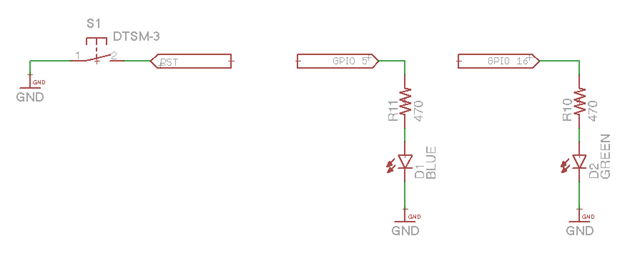 S1
DTSM-3
1 2
RST
GND
GND
GPIO 5
R11
470
D1
BLUE
GND
GND
GPIO 16
R10
470
D2
GREEN
GND
GND